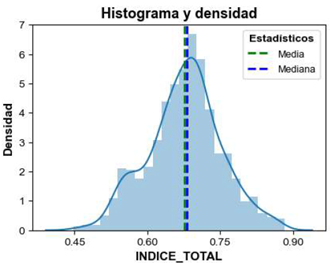 Histograma y densidad
7
6
5
4
3
2
1
0
Densidad
Estadísticos
Media
Mediana
0.45 0.60 0.75 0.90
INDICE_TOTAL